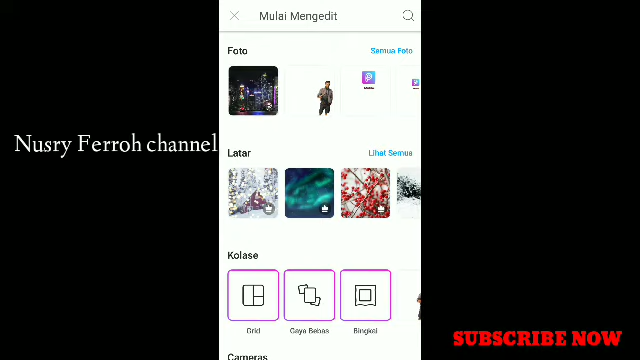 Mulai Mengedit
Foto
Semua Foto
Nusry Ferroh channel
Latar
Lihat Semua
Kolase
Grid
Gaya Bebas
Bingkai
SUBSCRIBE NOW
Cameras